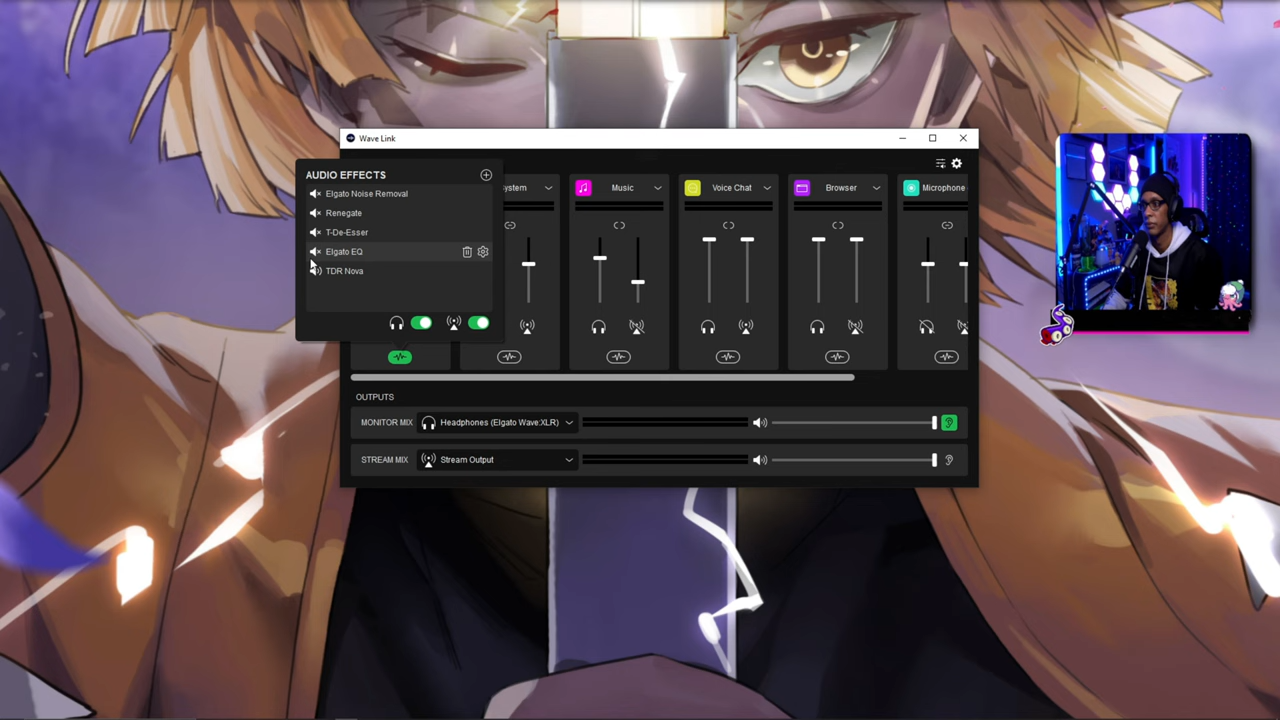 Wave Link
AUDIO EFFECTS
Elgato Noise Removal
Renegate
T-De-Esser
Elgato EQ
TDR Nova
ystem
Music
Voice Chat
Browser
Microphone
OUTPUTS
MONITOR MIX
Headphones (Elgato Wave:XLR)
STREAM MIX
Stream Output